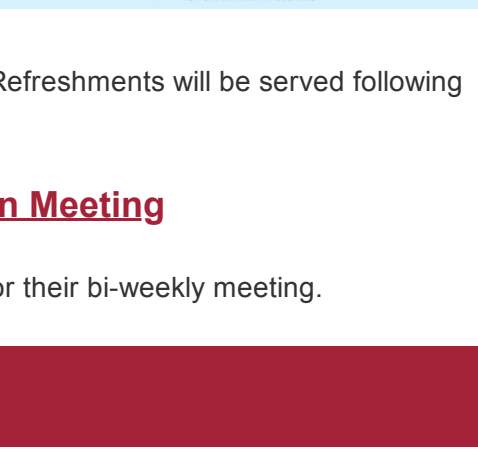 Refreshments will be served following
n Meeting
or their bi-weekly meeting.